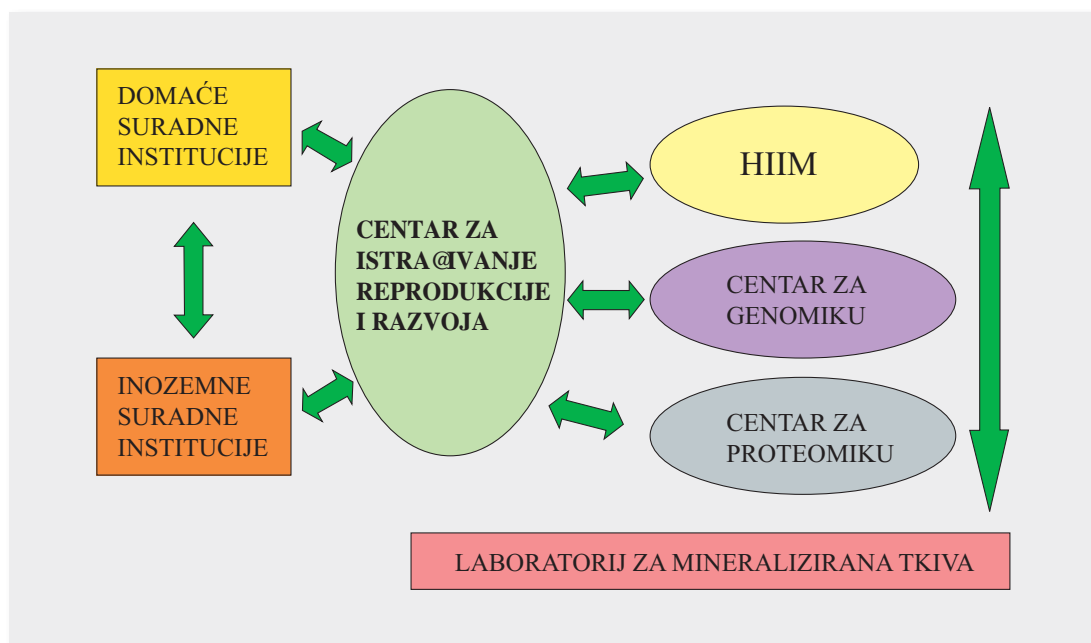 DOMAĆE
SURADNE
INSTITUCIJE
INOZEMNE
SURADNE
INSTITUCIJE
CENTAR ZA
ISTRA@IVANJE
REPRODUKCIJE
I RAZVOJA
HIIM
CENTAR ZA
GENOMIKU
CENTAR ZA
PROTEOMIKU
LABORATORIJ ZA MINERALIZIRANA TKIVA